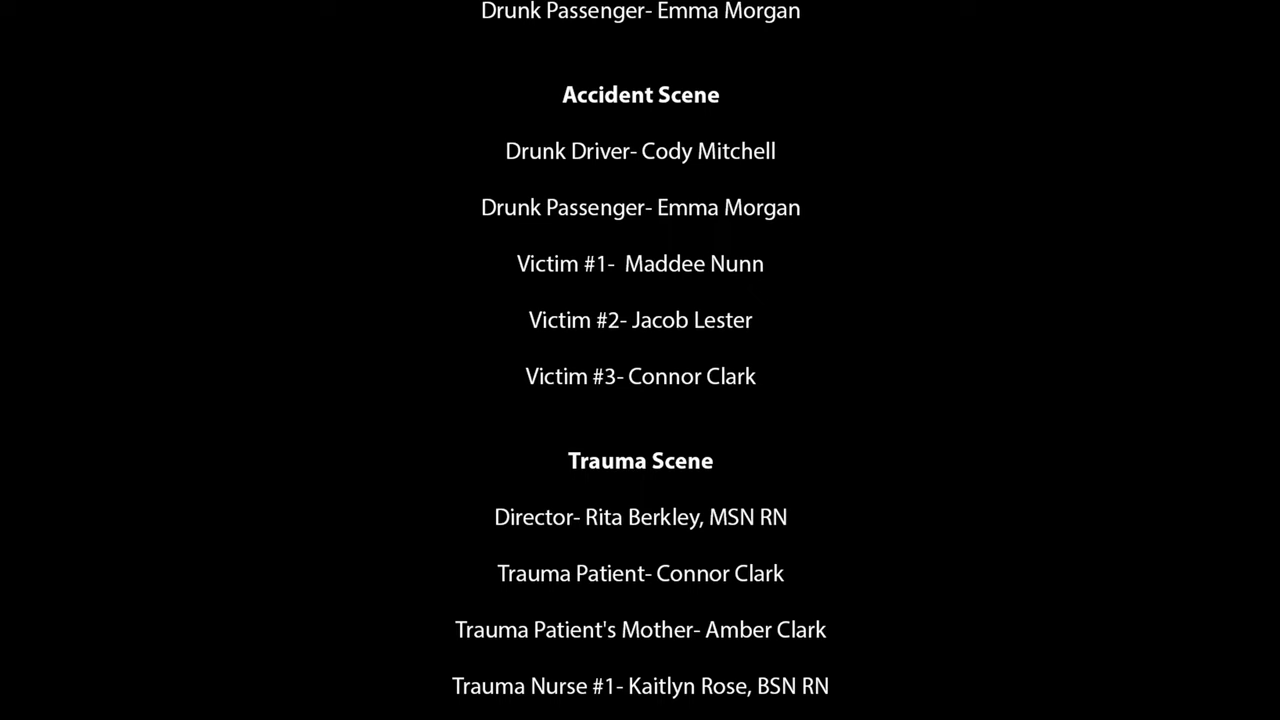 Drunk Passenger- Emma Morgan
Accident Scene
Drunk Driver- Cody Mitchell
Drunk Passenger- Emma Morgan
Victim #1-  Maddee Nunn
Victim #2- Jacob Lester
Victim #3- Connor Clark
Trauma Scene
Director- Rita Berkley, MSN RN
Trauma Patient- Connor Clark
Trauma Patient's Mother- Amber Clark
Trauma Nurse #1- Kaitlyn Rose, BSN RN